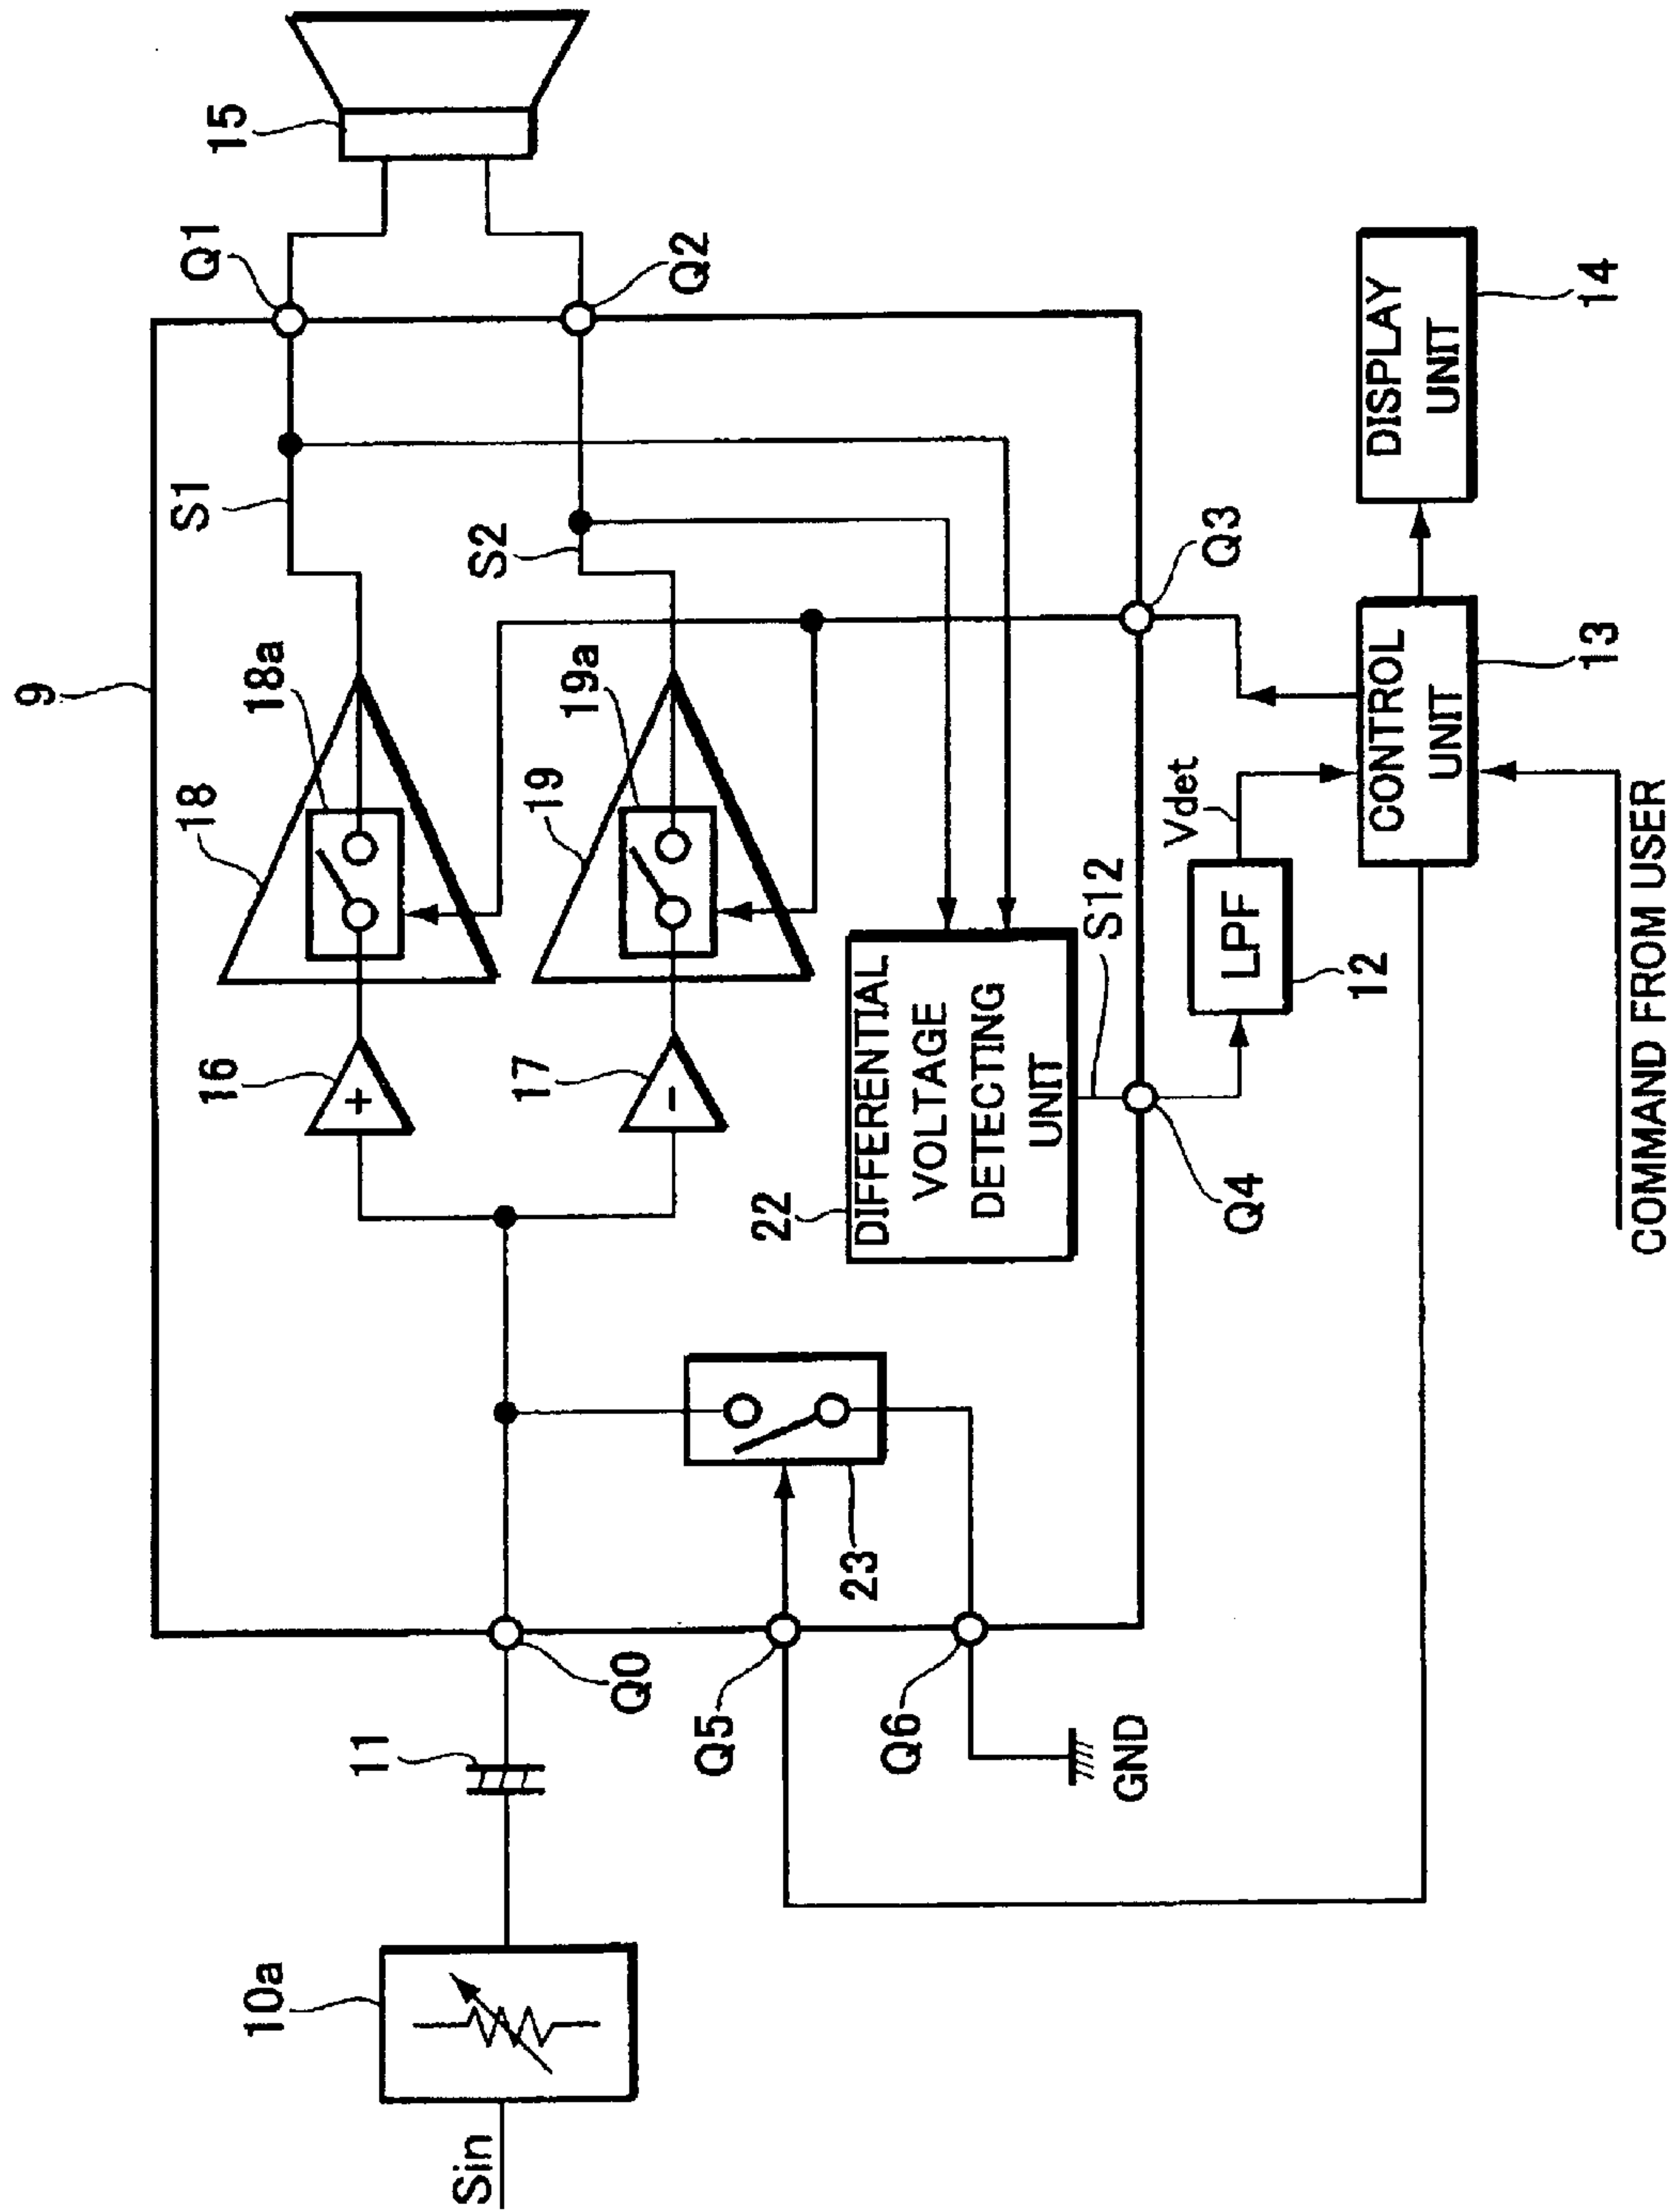 9
Sin
10a
11
Q0
Q5
Q6
GND
23
16
17
18
18a
19
19a
S1
S2
Q1
Q2
15
22
DIFFERENTIAL
VOLTAGE
DETECTING
UNIT
S12
Q4
Q3
LPF
12
Vdet
CONTROL
UNIT
13
DISPLAY
UNIT
14
COMMAND FROM USER